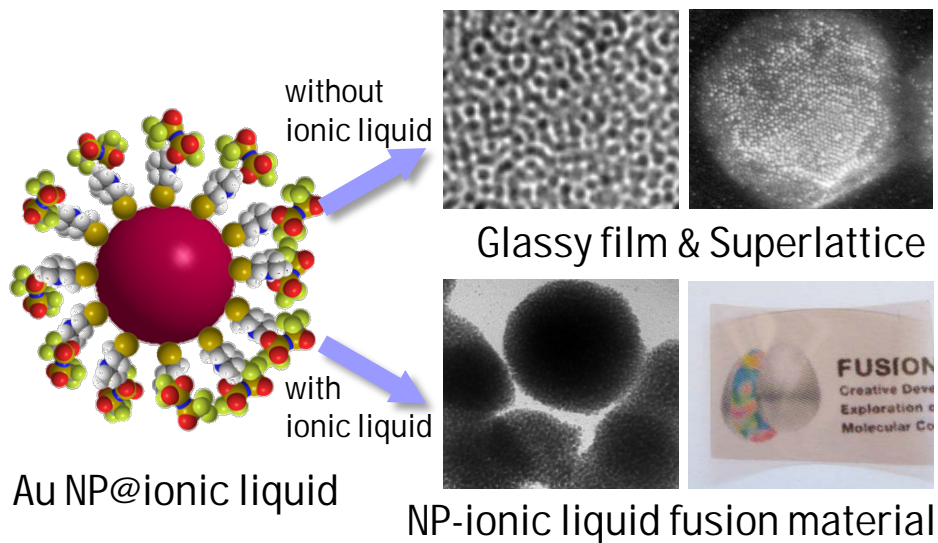 without
ionic liquid
Glassy film & Superlattice
with
ionic liquid
Au NP@ionic liquid
FUSION
Creative Deve
Exploration o
Molecular Co
NP-ionic liquid fusion material